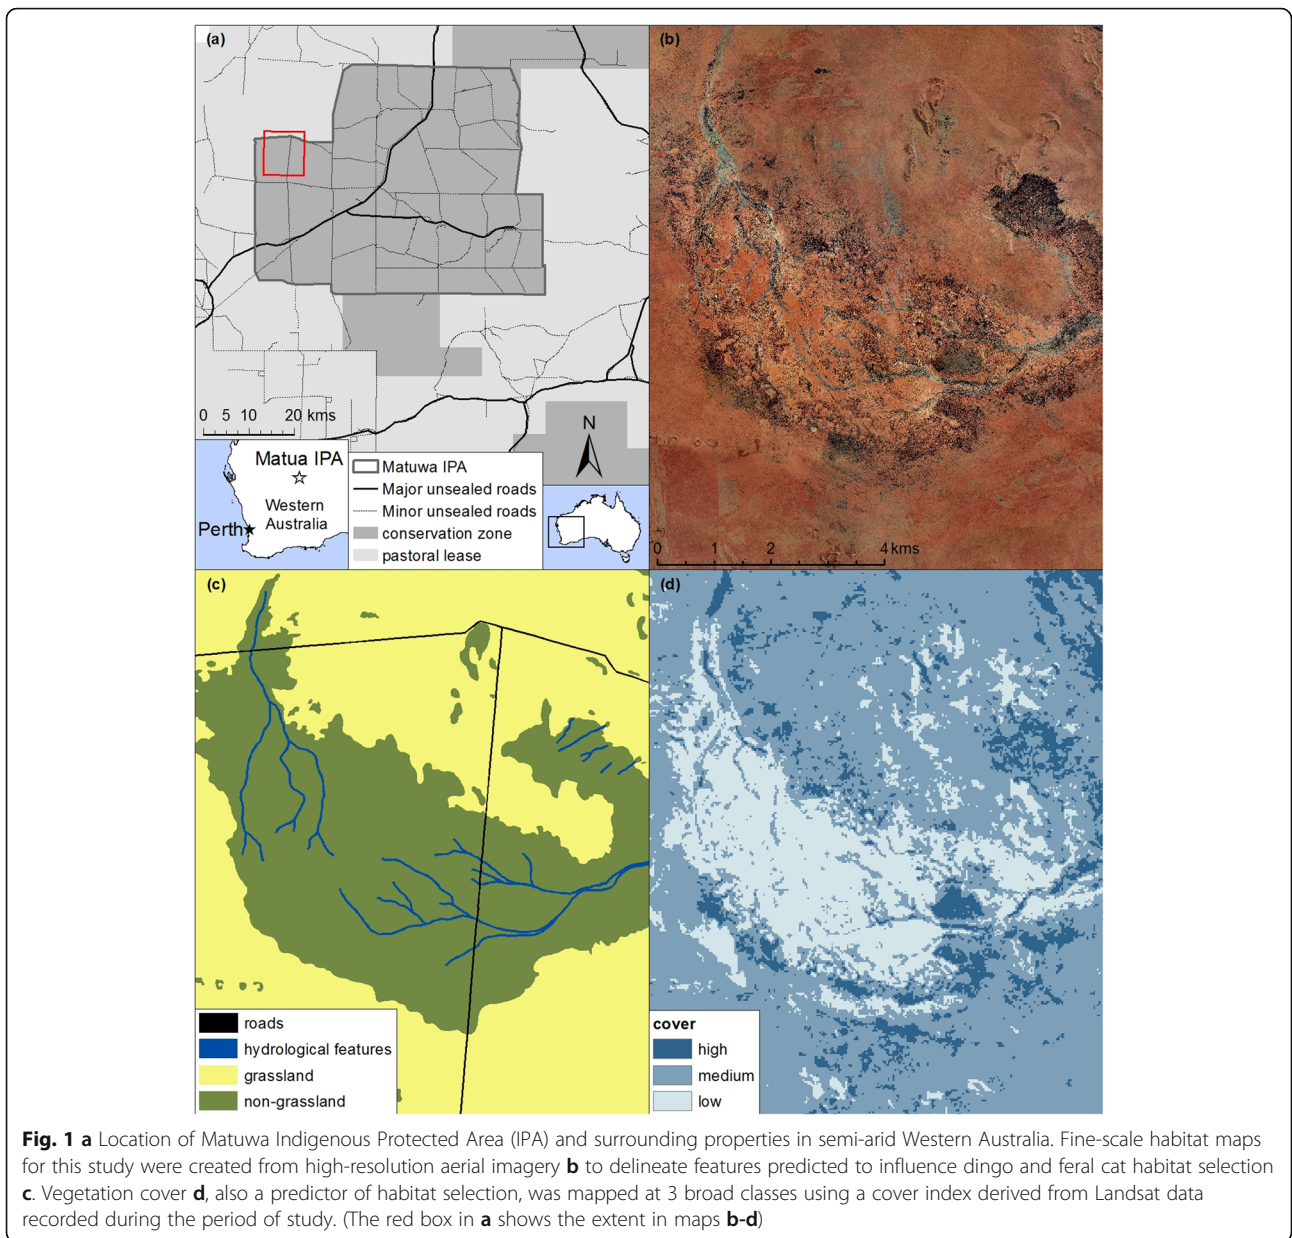 (a)
0 5 10 20 kms
N
Matua IPA
Western
Australia
Perth
Matuwa IPA
Major unsealed roads
Minor unsealed roads
conservation zone
pastoral lease
(b)
0 1 2 4 kms
(c)
roads
hydrological features
grassland
non-grassland
(d)
cover
high
medium
low
Fig. 1 a Location of Matuwa Indigenous Protected Area (IPA) and surrounding properties in semi-arid Western Australia. Fine-scale habitat maps
for this study were created from high-resolution aerial imagery b to delineate features predicted to influence dingo and feral cat habitat selection
c. Vegetation cover d, also a predictor of habitat selection, was mapped at 3 broad classes using a cover index derived from Landsat data
recorded during the period of study. (The red box in a shows the extent in maps b-d)